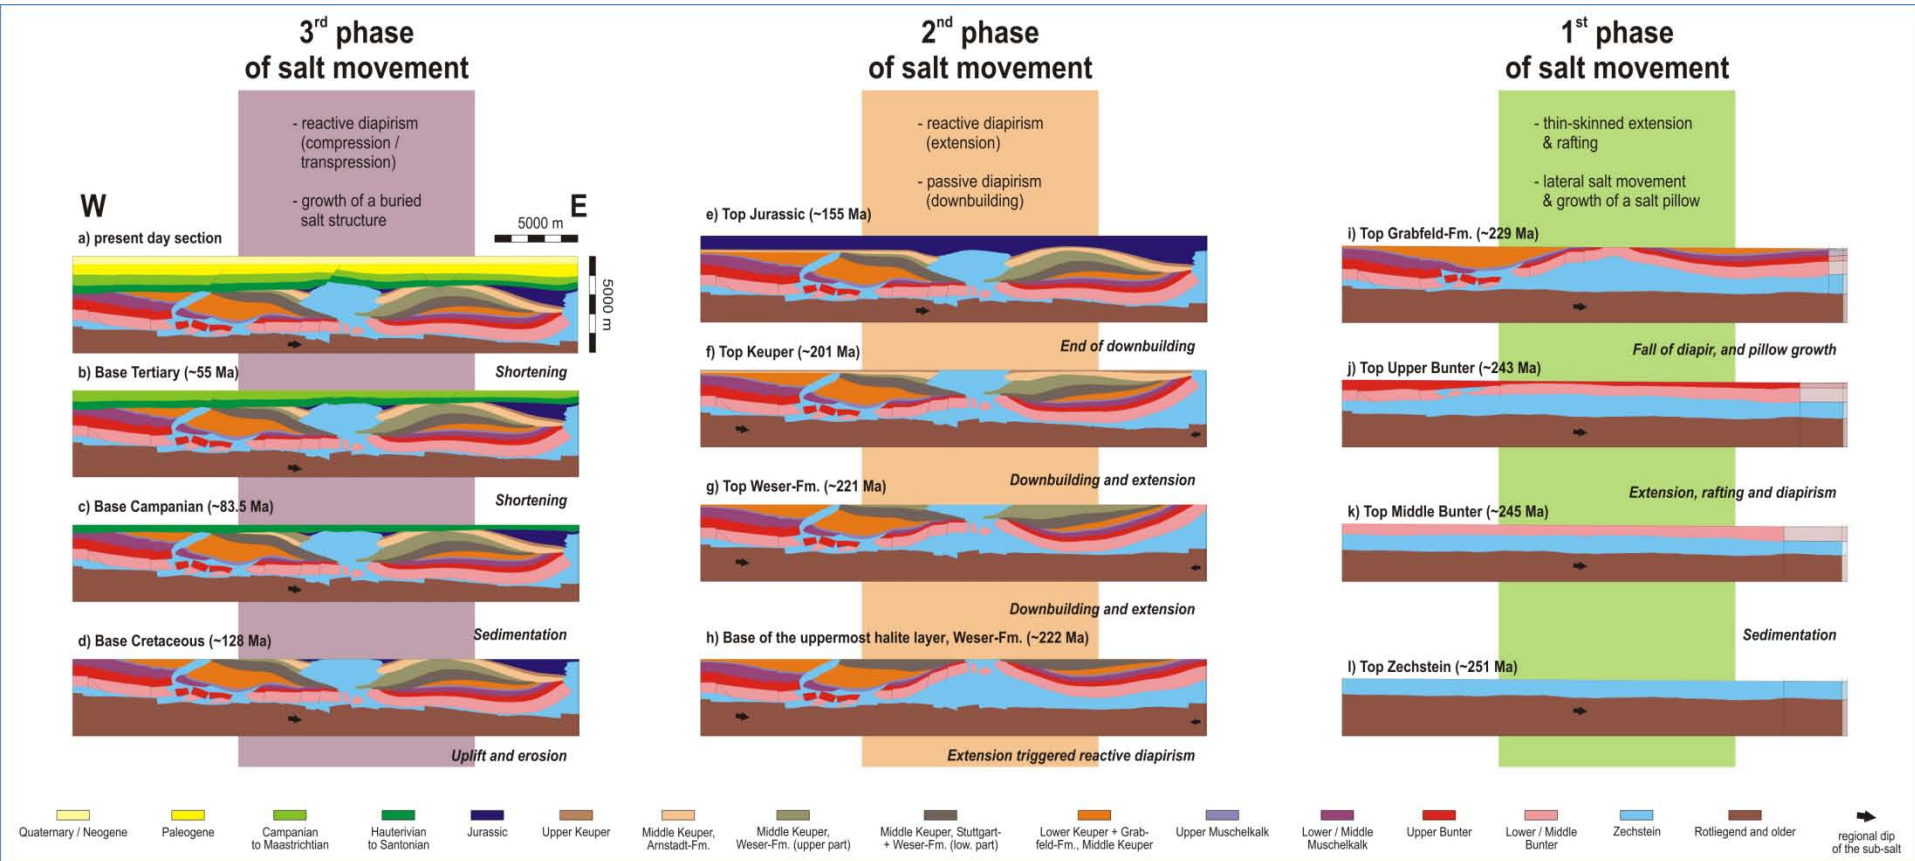 3rd phase
of salt movement
- reactive diapirism
(compression /
transpression)
- growth of a buried
salt structure
W
E
5000 m
a) present day section
5000 m
b) Base Tertiary (~55 Ma)
Shortening
Shortening
c) Base Campanian (~83.5 Ma)
Sedimentation
d) Base Cretaceous (~128 Ma)
Uplift and erosion
2nd phase
of salt movement
- reactive diapirism
(extension)
- passive diapirism
(downbuilding)
e) Top Jurassic (~155 Ma)
End of downbuilding
f) Top Keuper (~201 Ma)
Downbuilding and extension
g) Top Weser-Fm. (~221 Ma)
Downbuilding and extension
h) Base of the uppermost halite layer, Weser-Fm. (~222 Ma)
Extension triggered reactive diapirism
1st phase
of salt movement
- thin-skinned extension
& rafting
- lateral salt movement
& growth of a salt pillow
i) Top Grabfeld-Fm. (~229 Ma)
Fall of diapir, and pillow growth
j) Top Upper Bunter (~243 Ma)
Extension, rafting and diapirism
k) Top Middle Bunter (~245 Ma)
Sedimentation
l) Top Zechstein (~251 Ma)
Quaternary / Neogene
Paleogene
Campanian
to Maastrichtian
Hauterivian
to Santonian
Jurassic
Upper Keuper
Middle Keuper,
Arnstadt-Fm.
Middle Keuper,
Weser-Fm. (upper part)
Middle Keuper, Stuttgart-
+ Weser-Fm. (low. part)
Lower Keuper + Grab-
feld-Fm., Middle Keuper
Upper Muschelkalk
Lower / Middle
Muschelkalk
Upper Bunter
Lower / Middle
Bunter
Zechstein
Rotliegend and older
regional dip
of the sub-salt